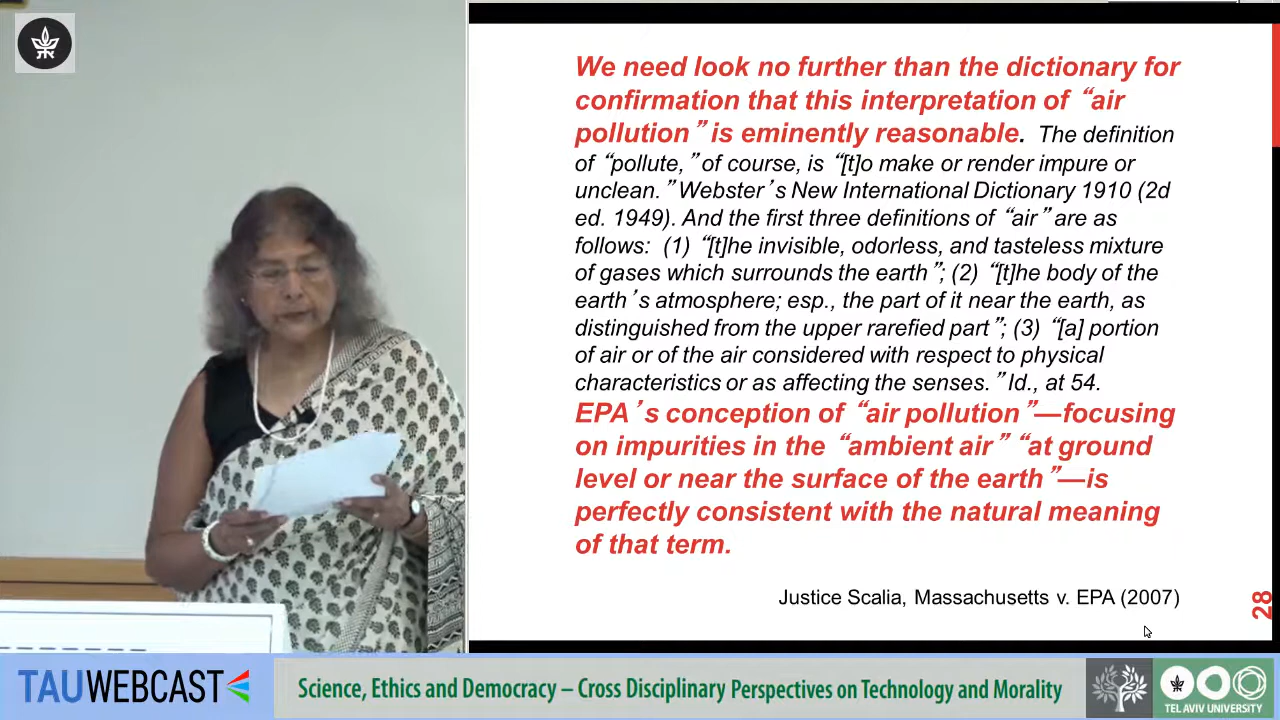 We need look no further than the dictionary for
confirmation that this interpretation of “air
pollution” is eminently reasonable. The definition
of “pollute,” of course, is “[t]o make or render impure or
unclean.” Webster’s New International Dictionary 1910 (2d
ed. 1949). And the first three definitions of “air” are as
follows: (1) “[t]he invisible, odorless, and tasteless mixture
of gases which surrounds the earth”; (2) “[t]he body of the
earth’s atmosphere; esp., the part of it near the earth, as
distinguished from the upper rarefied part”; (3) “[a] portion
of air or of the air considered with respect to physical
characteristics or as affecting the senses.” Id., at 54.
EPA’s conception of “air pollution”—focusing
on impurities in the “ambient air” “at ground
level or near the surface of the earth”—is
perfectly consistent with the natural meaning
of that term.
Justice Scalia, Massachusetts v. EPA (2007)
28
TAUWEBCAST
Science, Ethics and Democracy – Cross Disciplinary Perspectives on Technology and Morality
TEL AVIV UNIVERSITY